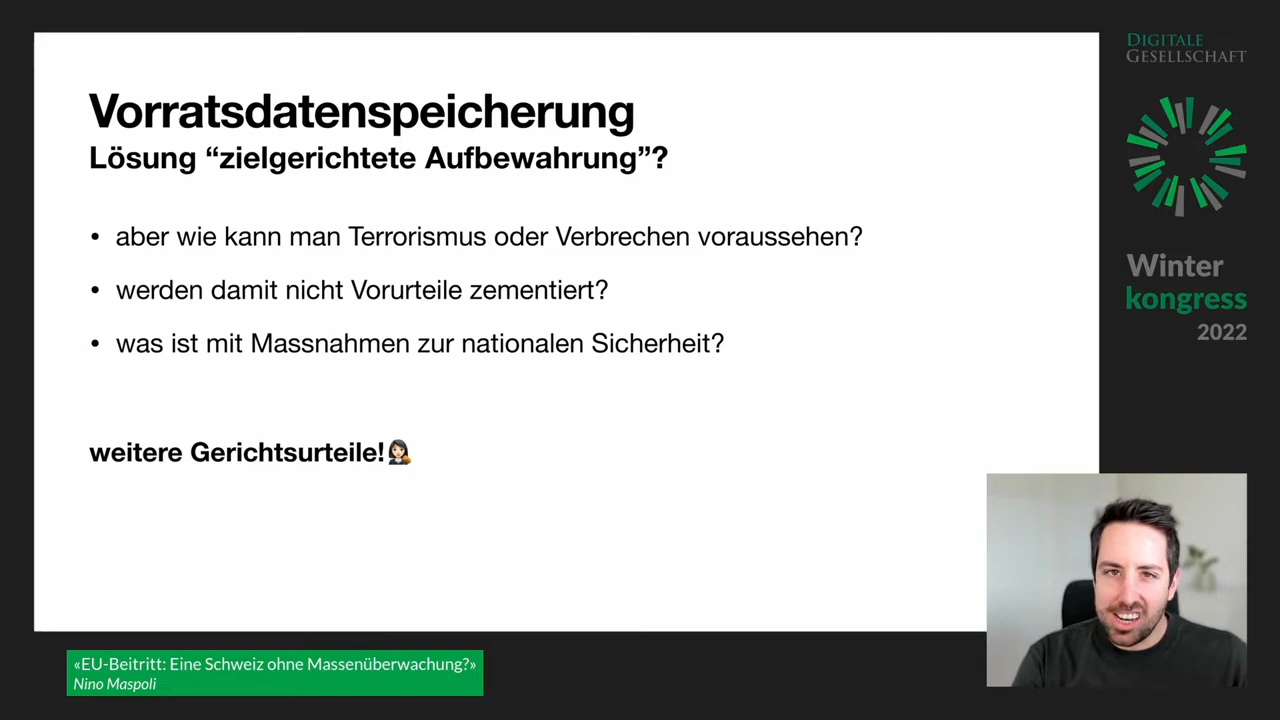 Vorratsdatenspeicherung
Lösung “zielgerichtete Aufbewahrung”?
• aber wie kann man Terrorismus oder Verbrechen voraussehen?
• werden damit nicht Vorurteile zementiert?
• was ist mit Massnahmen zur nationalen Sicherheit?
weitere Gerichtsurteile!👩🏻‍⚖️
DIGITALE
GESELLSCHAFT
Winter
kongress
2022
«EU-Beitritt: Eine Schweiz ohne Massenüberwachung?»
Nino Maspoli